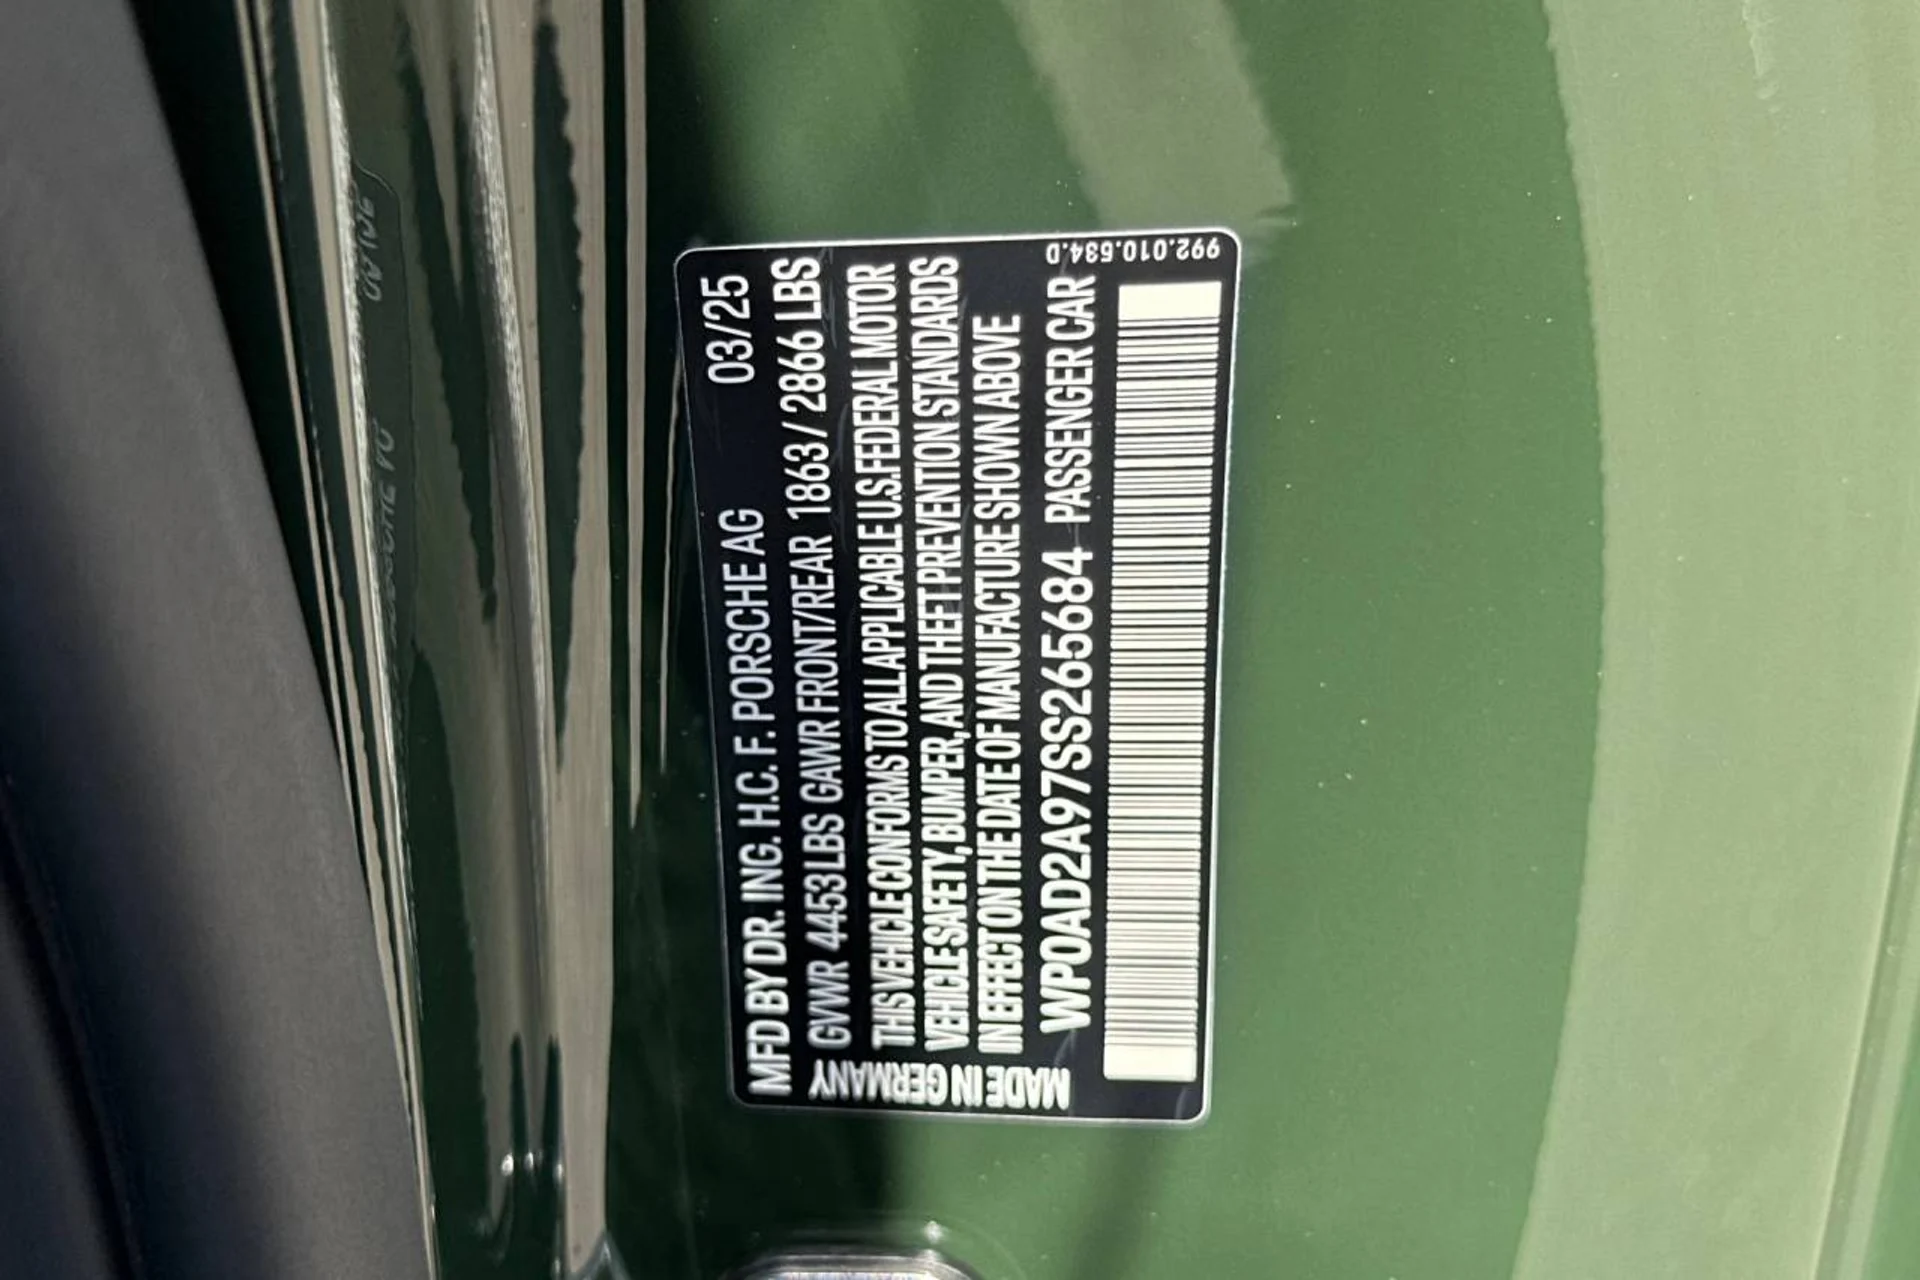 MFD BY DR. ING. H.C. F. PORSCHE AG 03/25
GVWR 4453 LBS GAWR FRONT/REAR 1863 / 2866 LBS
THIS VEHICLE CONFORMS TO ALL APPLICABLE U.S. FEDERAL MOTOR
VEHICLE SAFETY, BUMPER, AND THEFT PREVENTION STANDARDS
IN EFFECT ON THE DATE OF MANUFACTURE SHOWN ABOVE
WP0AD2A97SS265684 PASSENGER CAR
MADE IN GERMANY
992.010.634.D